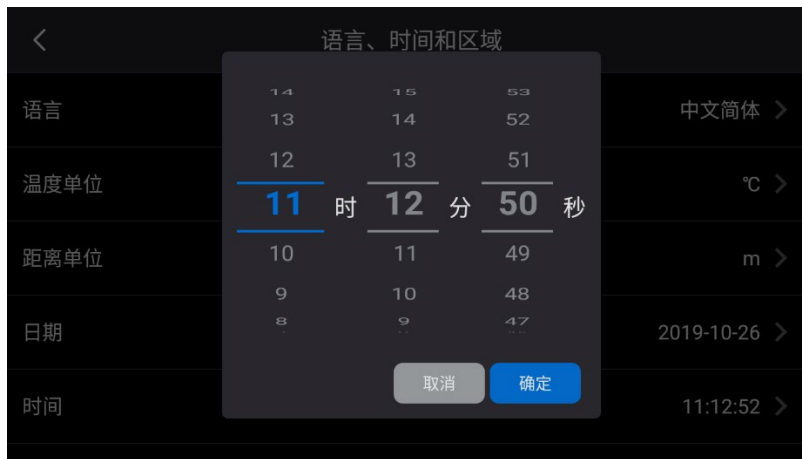 语言、时间和区域
语言
中文简体
温度单位
℃
距离单位
m
日期
2019-10-26
时间
11:12:52
14 15 53
13 14 52
12 13 51
11 时 12 分 50 秒
10 11 49
9 10 48
8 9 47
取消 确定